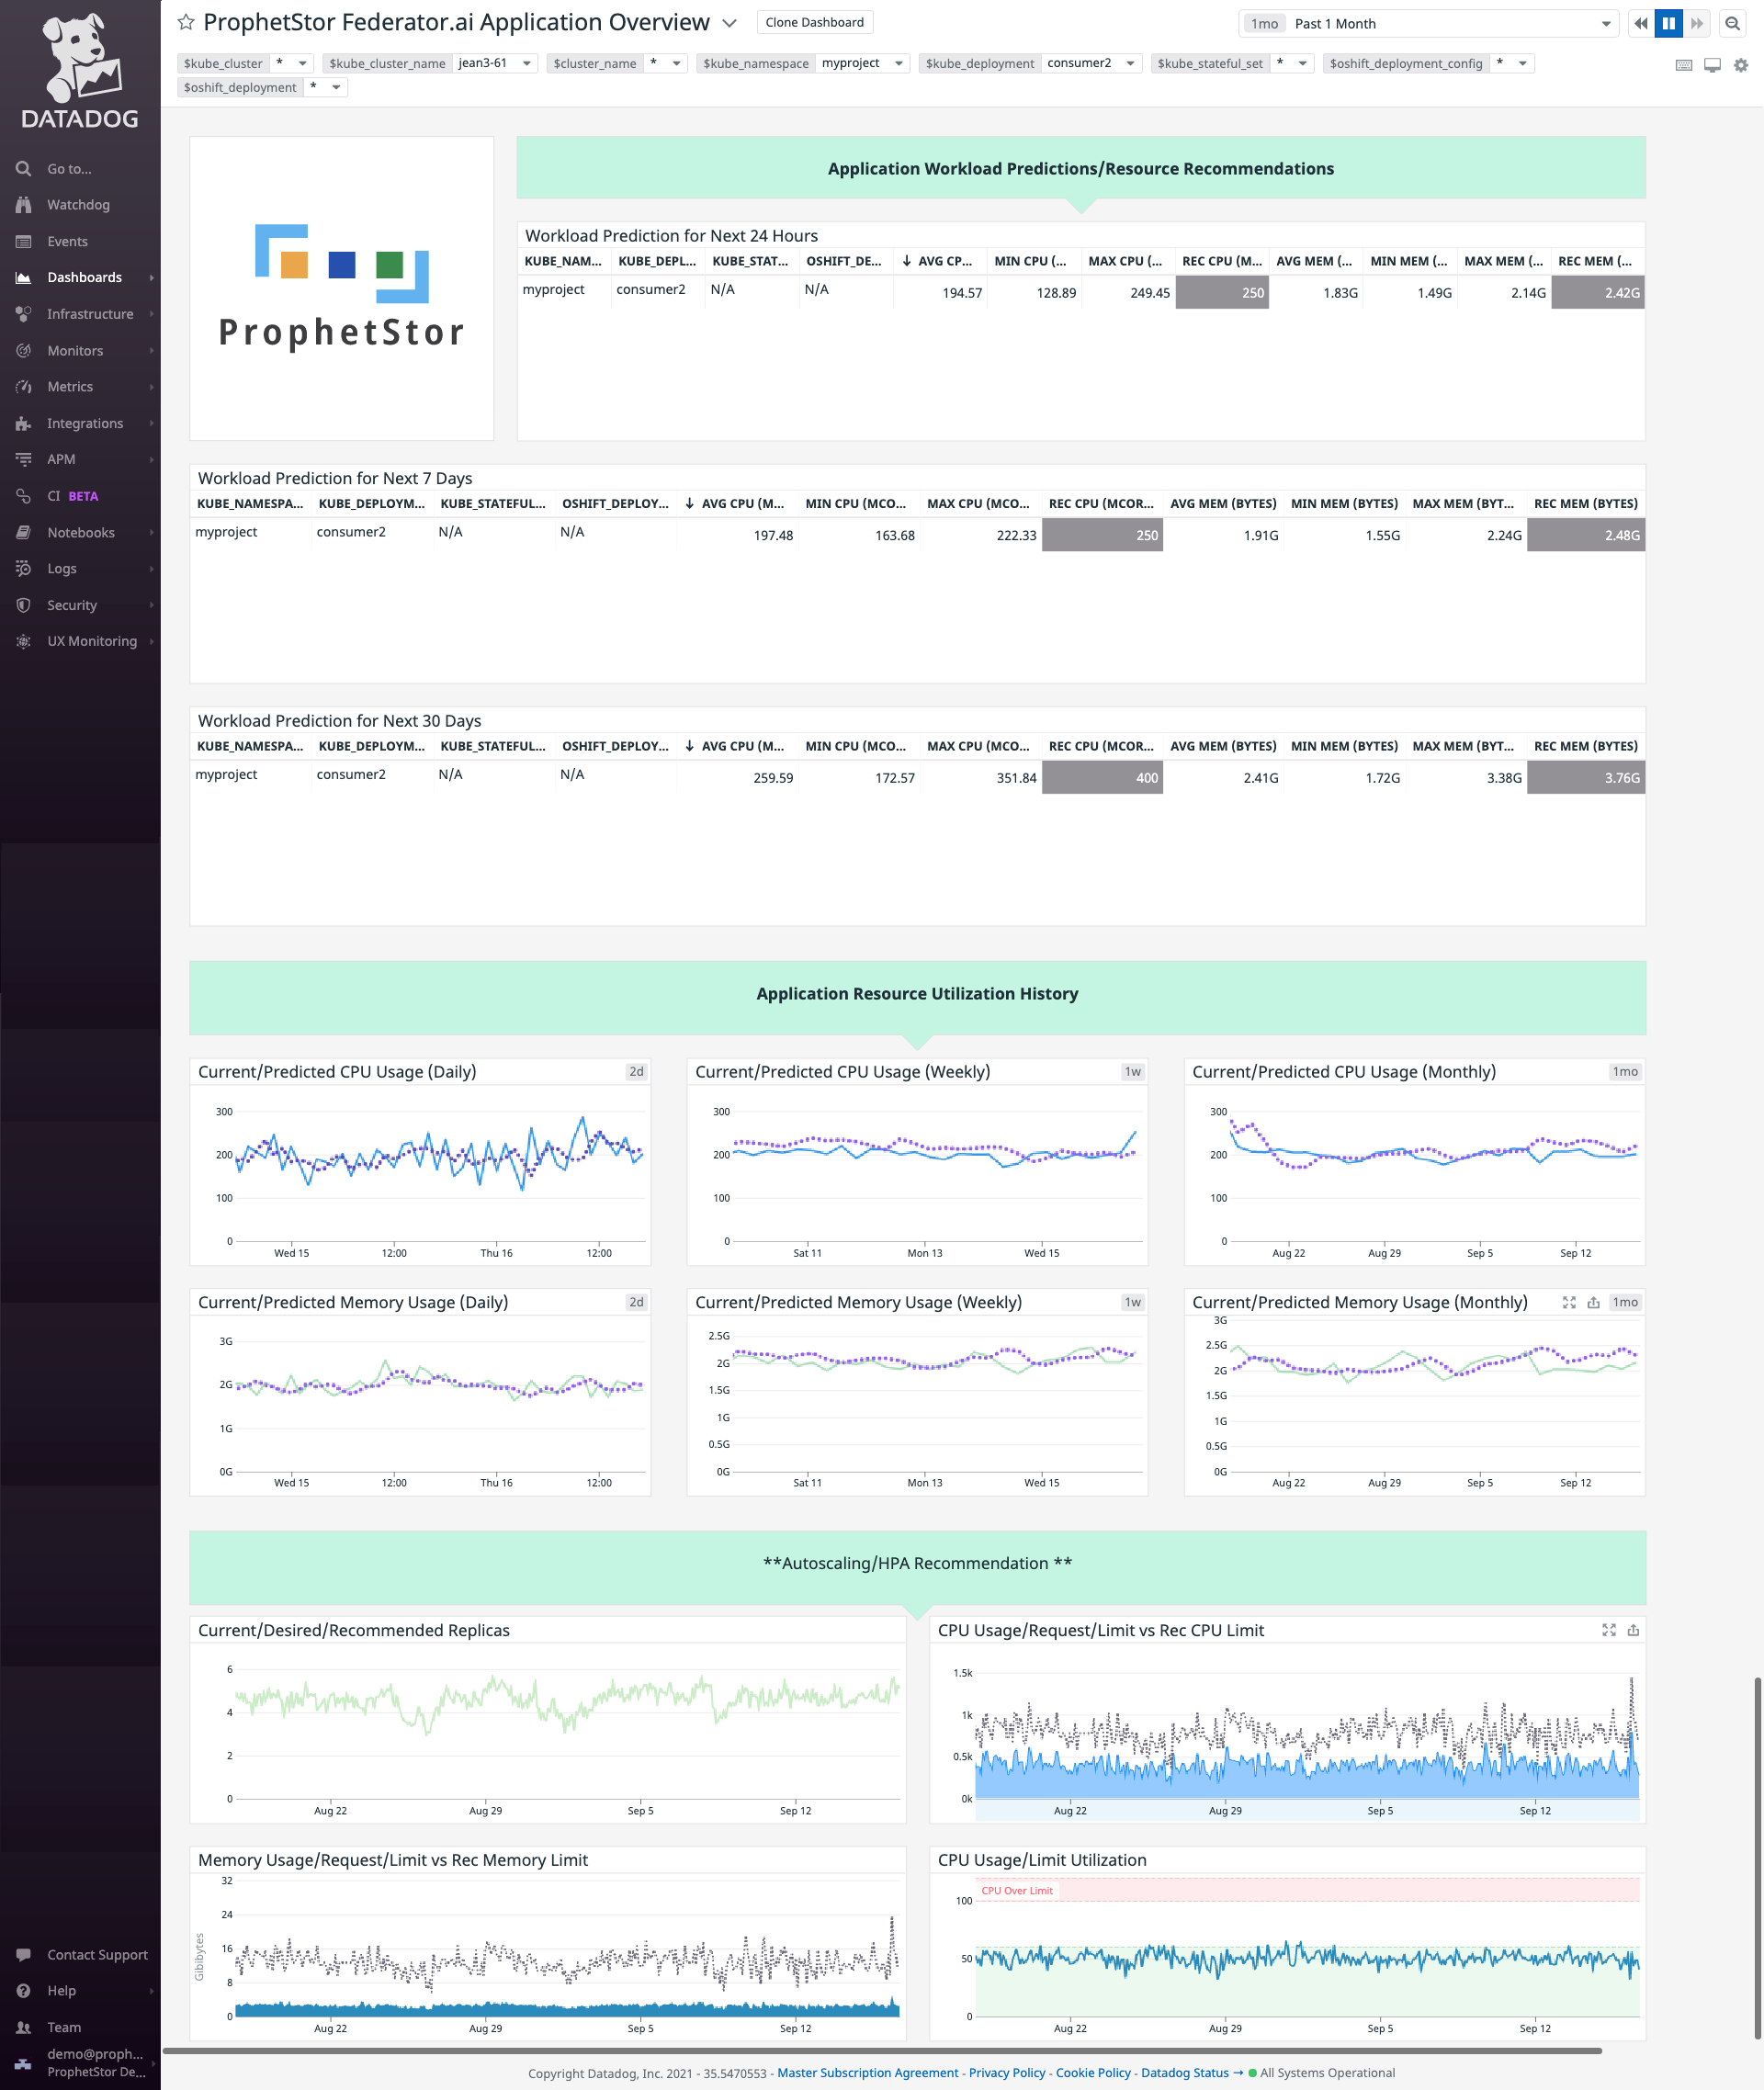 DATADOG
Go to...
Watchdog
Events
Dashboards
Infrastructure
Monitors
Metrics
Integrations
APM
CI BETA
Notebooks
Logs
Security
UX Monitoring
Contact Support
Help
Team
demo@proph...
ProphetStor De...
ProphetStor Federator.ai Application Overview
Clone Dashboard
1mo Past 1 Month
$kube_cluster * $kube_cluster_name jean3-61 $cluster_name * $kube_namespace myproject $kube_deployment consumer2 $kube_stateful_set * $oshift_deployment_config *
$oshift_deployment *
ProphetStor
Application Workload Predictions/Resource Recommendations
Workload Prediction for Next 24 Hours
KUBE_NAM... KUBE_DEPL... KUBE_STAT... OSHIFT_DE... ↓ AVG CP... MIN CPU (... MAX CPU (... REC CPU (M... AVG MEM (... MIN MEM (... MAX MEM (... REC MEM (...
myproject consumer2 N/A N/A 194.57 128.89 249.45 250 1.83G 1.49G 2.14G 2.42G
Workload Prediction for Next 7 Days
KUBE_NAMESPA... KUBE_DEPLOYM... KUBE_STATEFUL... OSHIFT_DEPLOY... ↓ AVG CPU (M... MIN CPU (MCO... MAX CPU (MCO... REC CPU (MCOR... AVG MEM (BYTES) MIN MEM (BYTES) MAX MEM (BYT... REC MEM (BYTES)
myproject consumer2 N/A N/A 197.48 163.68 222.33 250 1.91G 1.55G 2.24G 2.48G
Workload Prediction for Next 30 Days
KUBE_NAMESPA... KUBE_DEPLOYM... KUBE_STATEFUL... OSHIFT_DEPLOY... ↓ AVG CPU (M... MIN CPU (MCO... MAX CPU (MCO... REC CPU (MCOR... AVG MEM (BYTES) MIN MEM (BYTES) MAX MEM (BYT... REC MEM (BYTES)
myproject consumer2 N/A N/A 259.59 172.57 351.84 400 2.41G 1.72G 3.38G 3.76G
Application Resource Utilization History
Current/Predicted CPU Usage (Daily) 2d
300
200
100
0
Wed 15 12:00 Thu 16 12:00
Current/Predicted CPU Usage (Weekly) 1w
300
200
100
0
Sat 11 Mon 13 Wed 15
Current/Predicted CPU Usage (Monthly) 1mo
300
200
100
0
Aug 22 Aug 29 Sep 5 Sep 12
Current/Predicted Memory Usage (Daily) 2d
3G
2G
1G
0G
Wed 15 12:00 Thu 16 12:00
Current/Predicted Memory Usage (Weekly) 1w
2.5G
2G
1.5G
1G
0.5G
0G
Sat 11 Mon 13 Wed 15
Current/Predicted Memory Usage (Monthly) 1mo
3G
2.5G
2G
1.5G
1G
0.5G
0G
Aug 22 Aug 29 Sep 5 Sep 12
**Autoscaling/HPA Recommendation **
Current/Desired/Recommended Replicas
6
4
2
0
Aug 22 Aug 29 Sep 5 Sep 12
CPU Usage/Request/Limit vs Rec CPU Limit
1.5k
1k
0.5k
0k
Aug 22 Aug 29 Sep 5 Sep 12
Memory Usage/Request/Limit vs Rec Memory Limit
Gibibytes
32
24
16
8
0
Aug 22 Aug 29 Sep 5 Sep 12
CPU Usage/Limit Utilization
CPU Over Limit
100
50
0
Aug 22 Aug 29 Sep 5 Sep 12
Copyright Datadog, Inc. 2021 - 35.5470553 - Master Subscription Agreement - Privacy Policy - Cookie Policy - Datadog Status → All Systems Operational